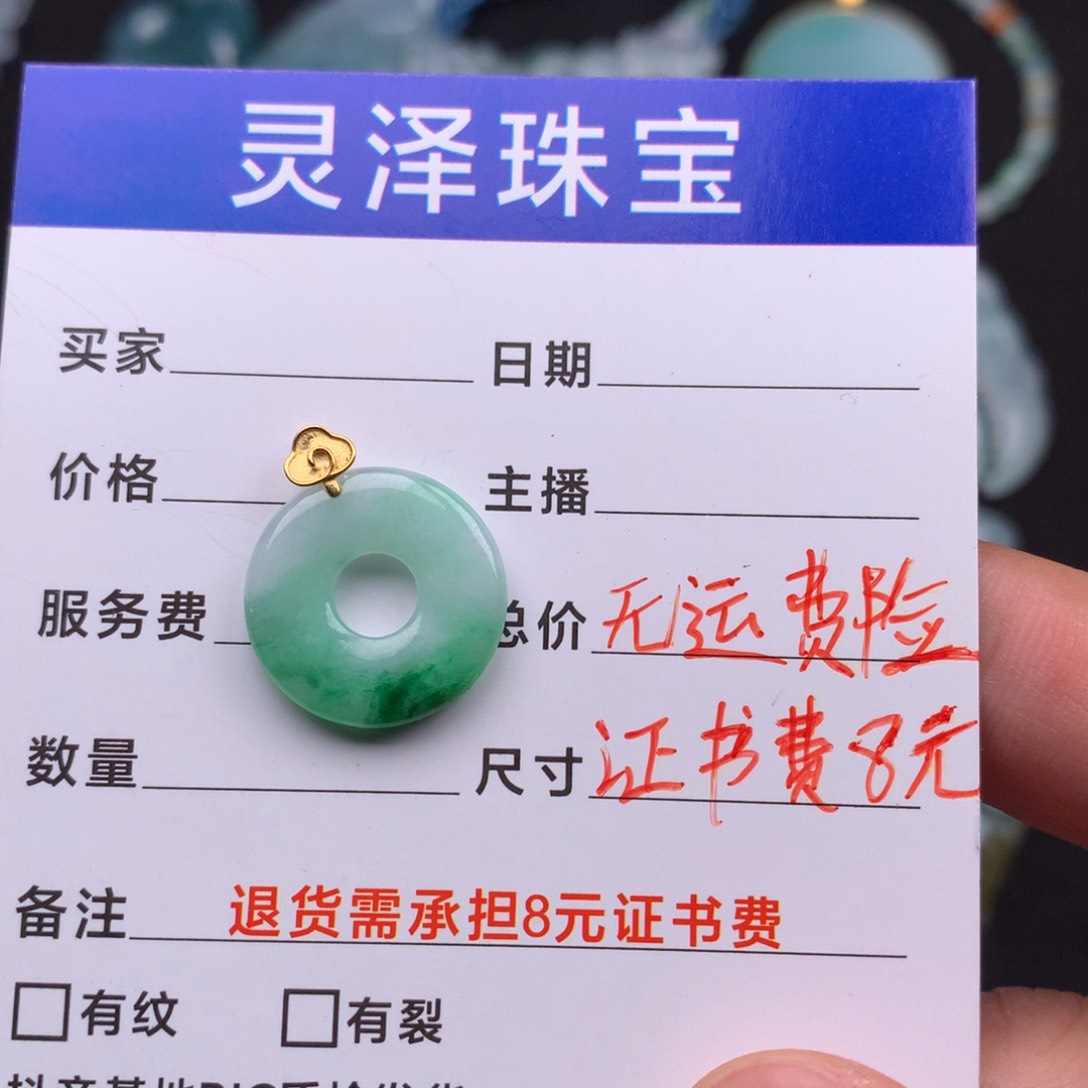 灵泽珠宝
买家 日期
价格 主播
服务费 总价 无运费险
数量 尺寸 证书费8元
备注 退货需承担8元证书费
有纹 有裂